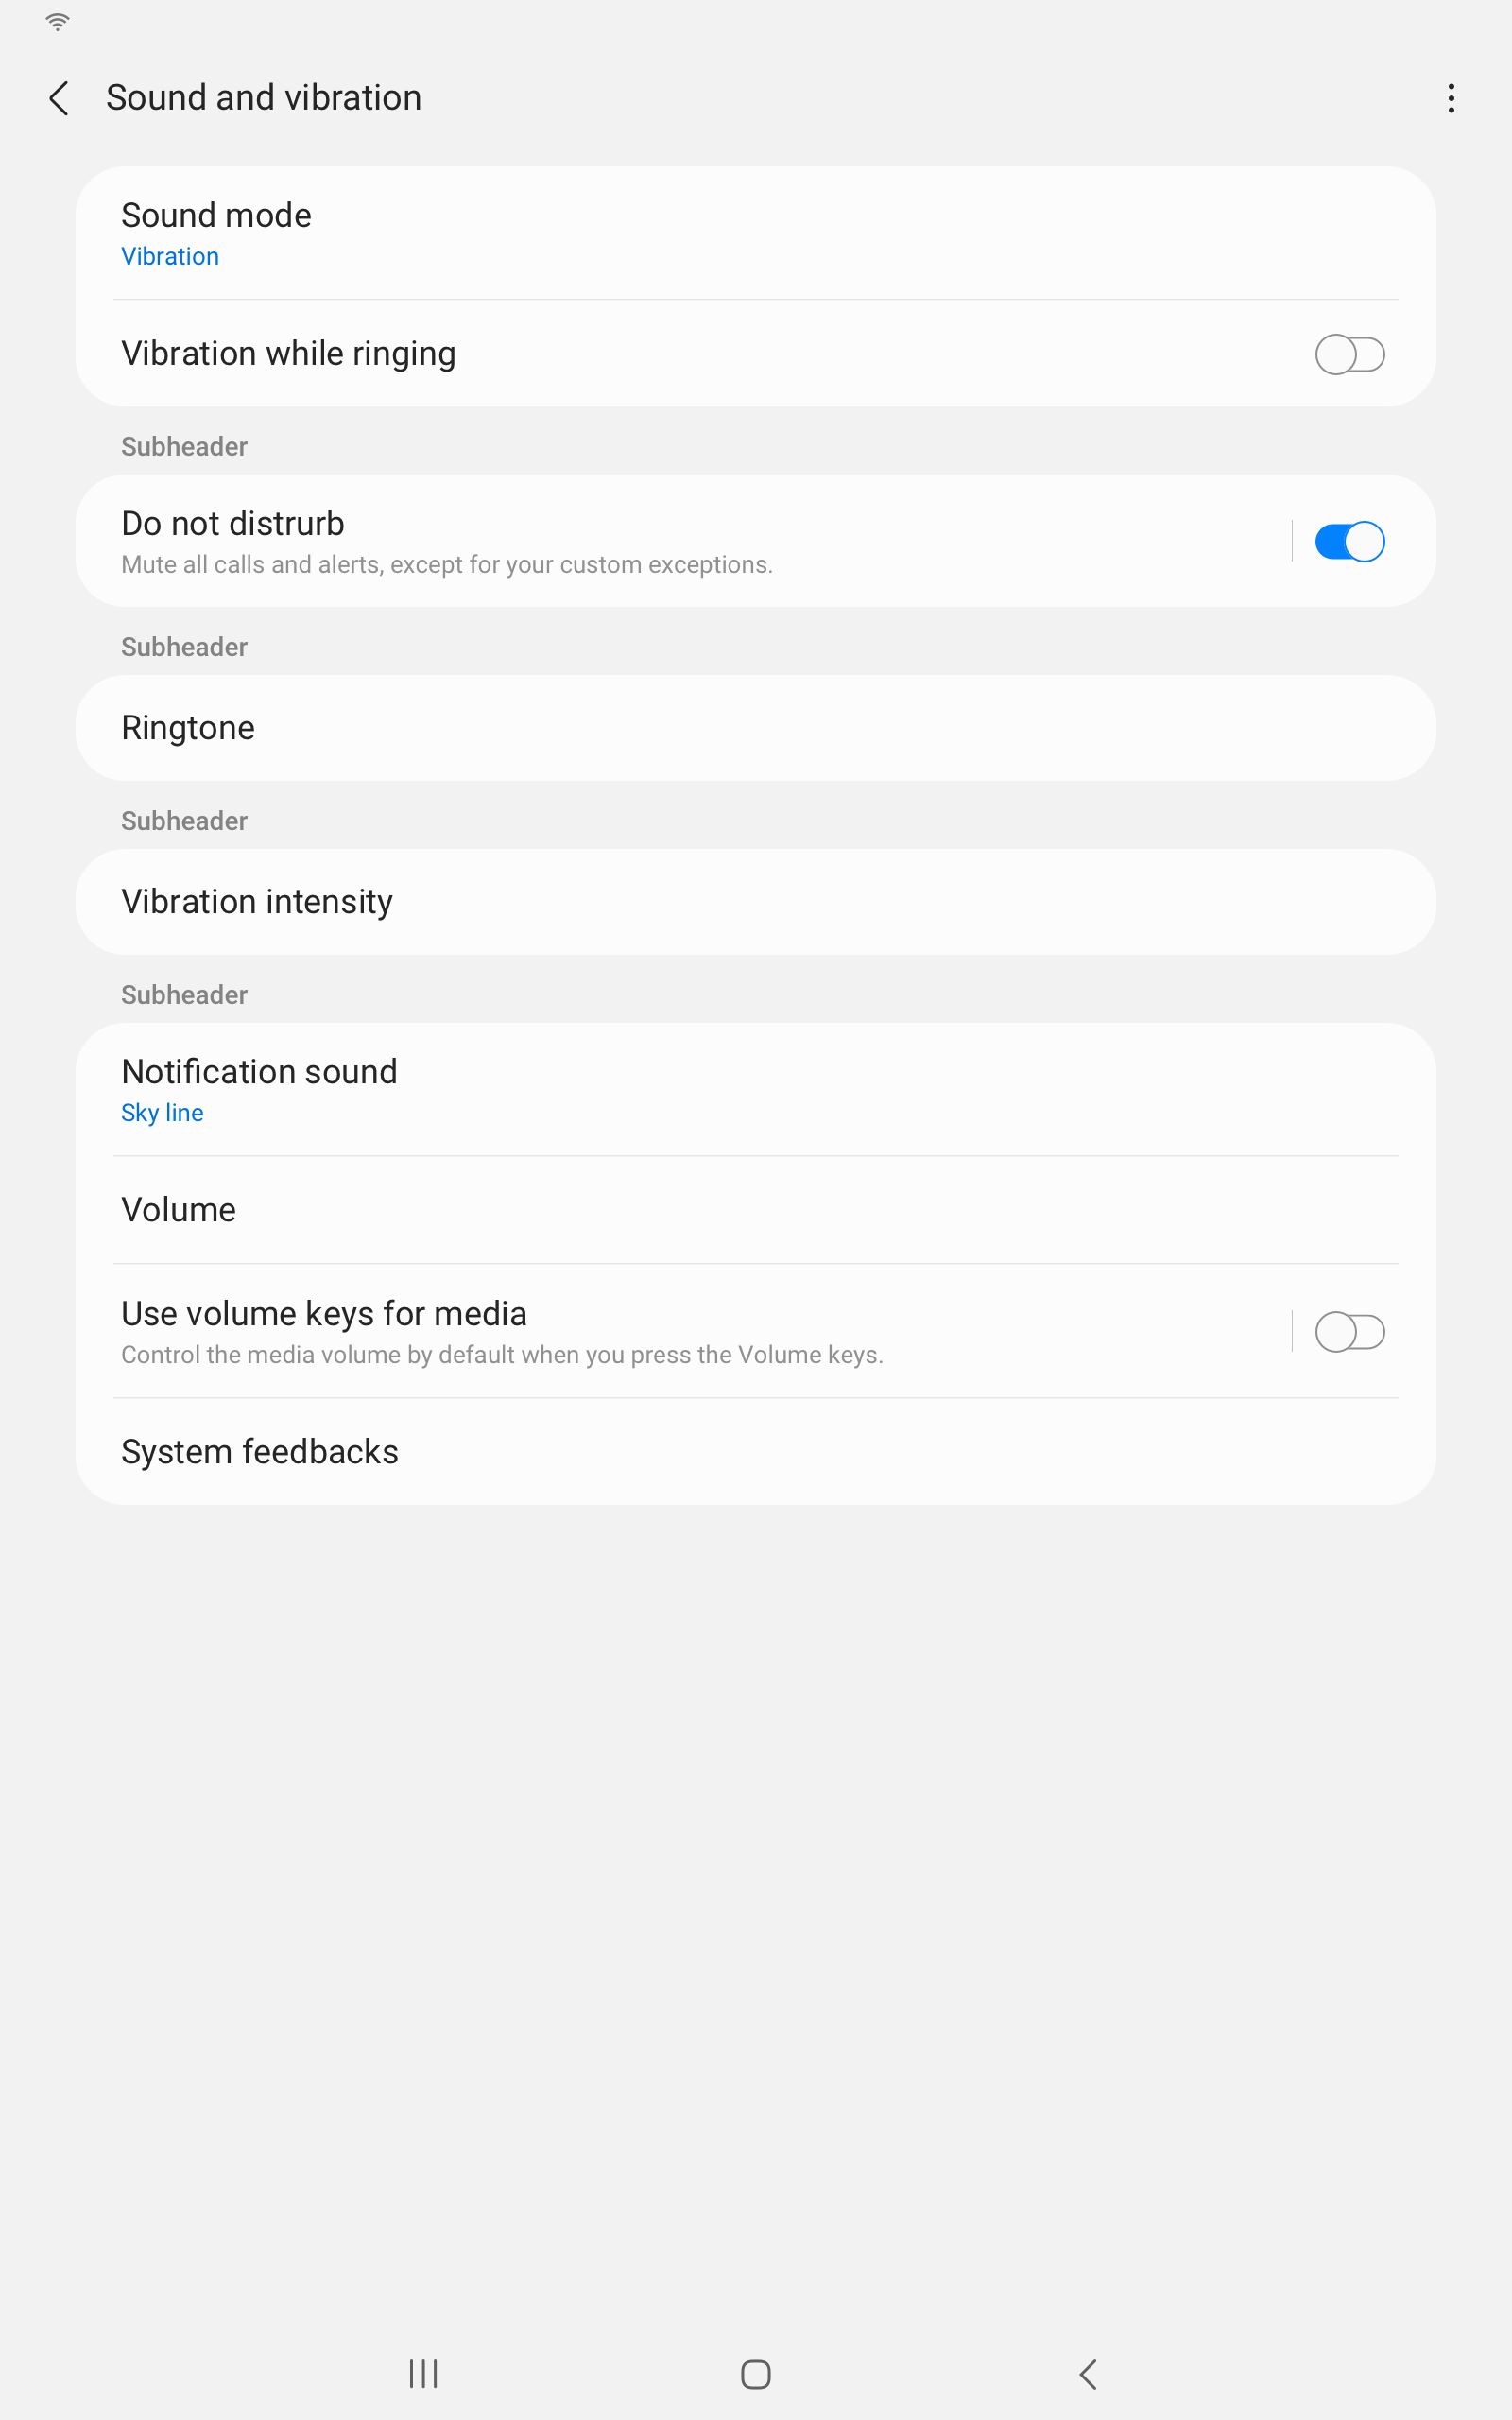 Sound and vibration
Sound mode
Vibration
Vibration while ringing
Subheader
Do not distrurb
Mute all calls and alerts, except for your custom exceptions.
Subheader
Ringtone
Subheader
Vibration intensity
Subheader
Notification sound
Sky line
Volume
Use volume keys for media
Control the media volume by default when you press the Volume keys.
System feedbacks